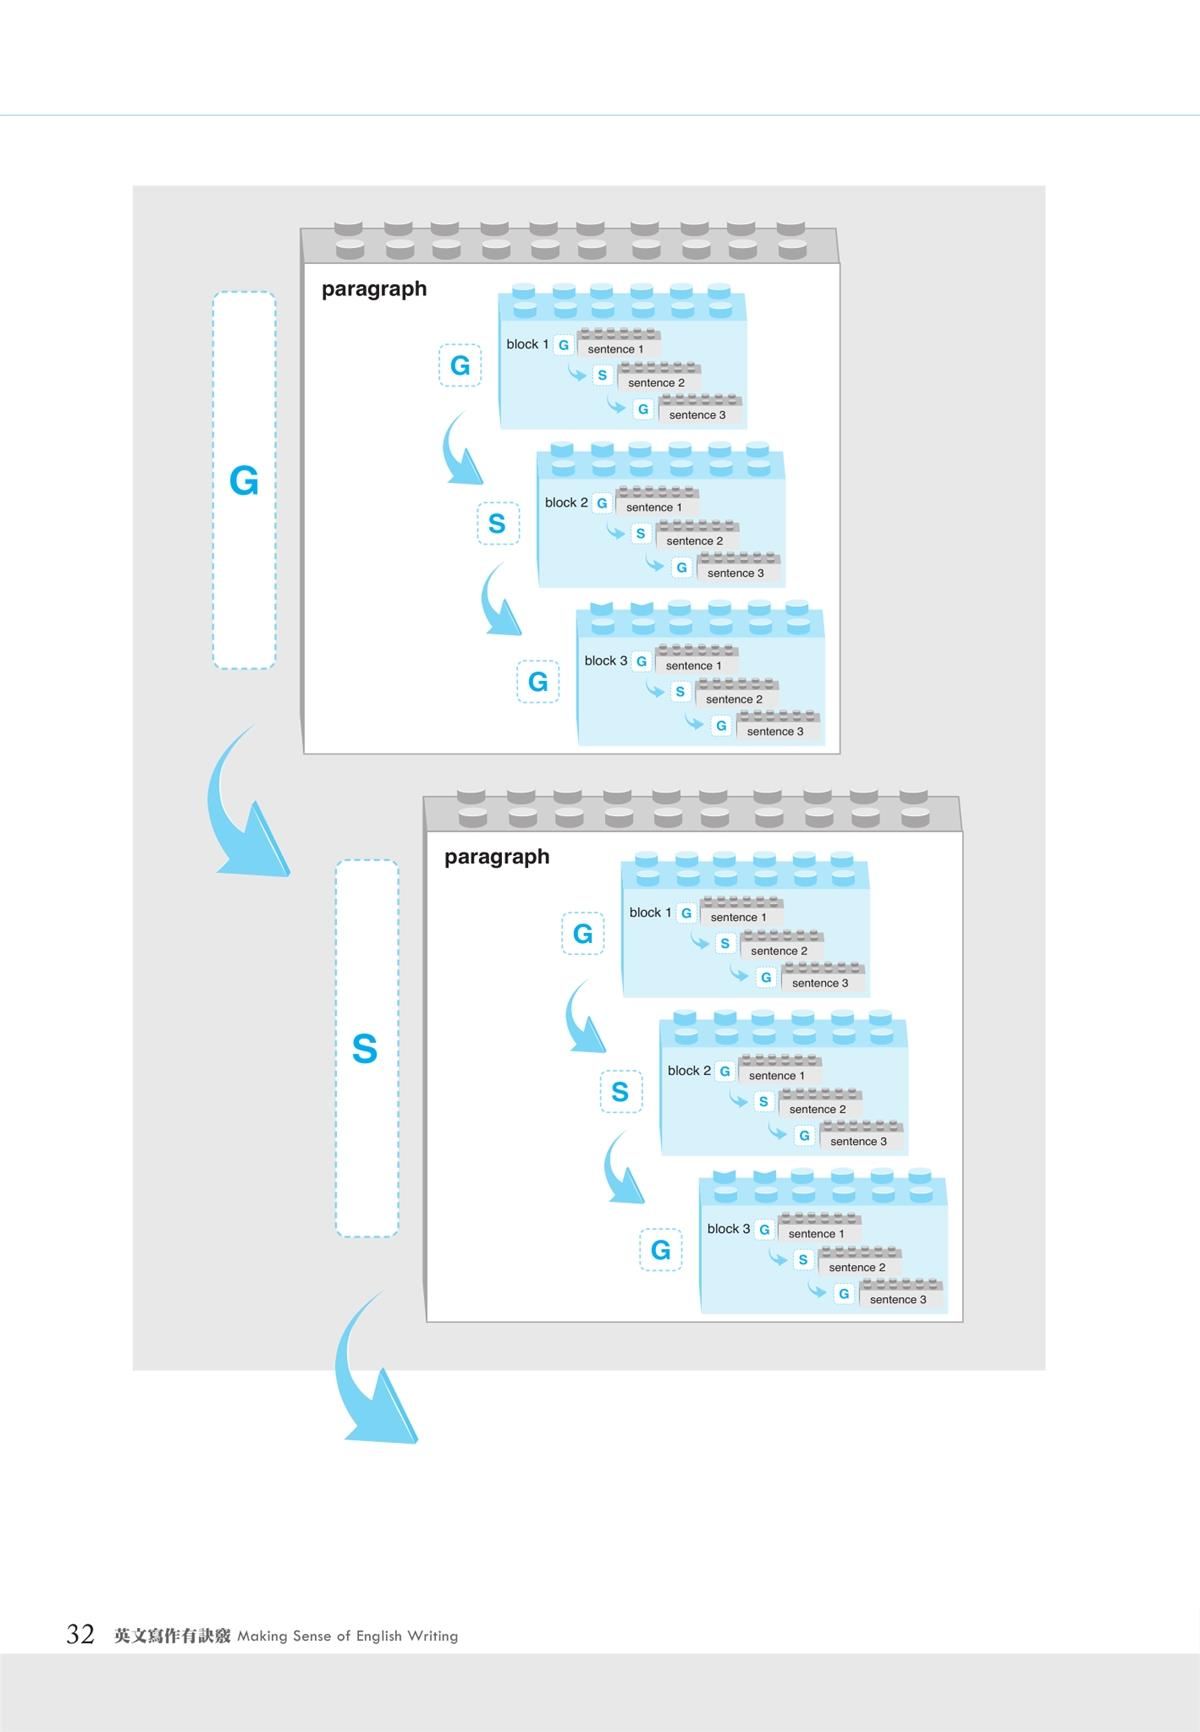 paragraph
G
G
block 1 G sentence 1
S sentence 2
G sentence 3
S
block 2 G sentence 1
S sentence 2
G sentence 3
G
block 3 G sentence 1
S sentence 2
G sentence 3
paragraph
S
G
block 1 G sentence 1
S sentence 2
G sentence 3
S
block 2 G sentence 1
S sentence 2
G sentence 3
G
block 3 G sentence 1
S sentence 2
G sentence 3
32 英文寫作有訣竅 Making Sense of English Writing